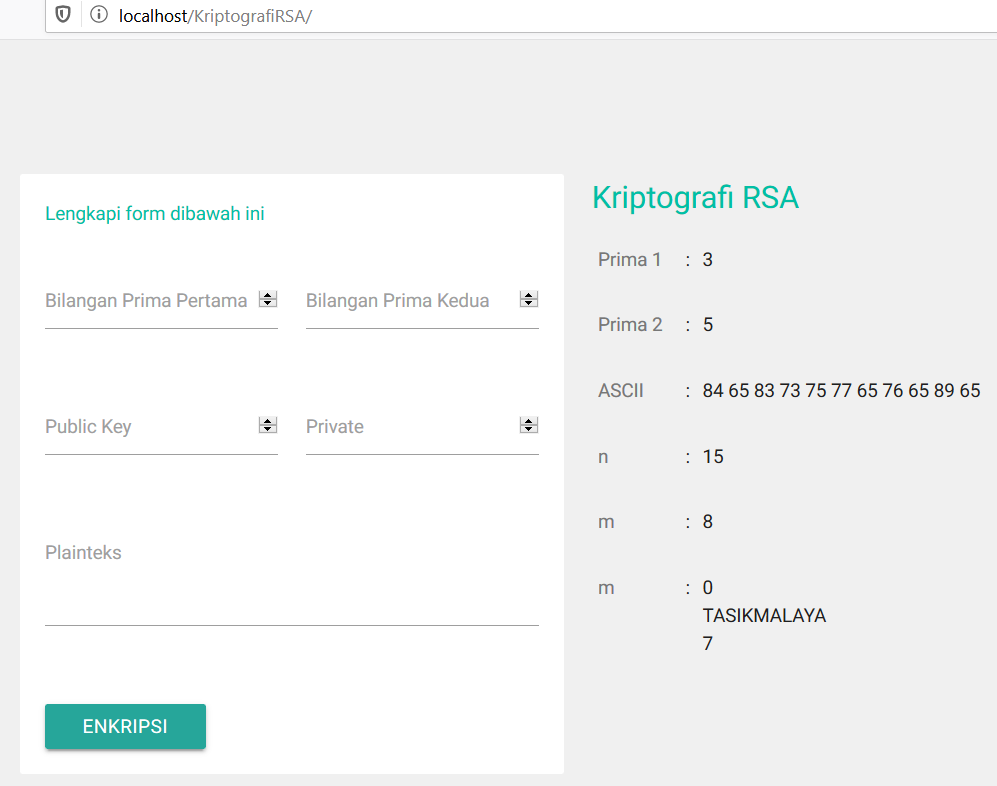 localhost/KriptografiRSA/
Lengkapi form dibawah ini
Bilangan Prima Pertama
Bilangan Prima Kedua
Public Key
Private
Plainteks
ENKRIPSI
Kriptografi RSA
Prima 1 : 3
Prima 2 : 5
ASCII : 84 65 83 73 75 77 65 76 65 89 65
n : 15
m : 8
m : 0
TASIKMALAYA
7